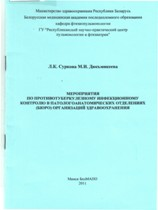 Министерство здравоохранения Республики Беларусь
Белорусская медицинская академия последипломного образования
кафедра фтизиопульмонологии
ГУ "Республиканский научно-практический центр
пульмонологии и фтизиатрии"
Л.К. Суркова М.И. Дюсьмикеева
МЕРОПРИЯТИЯ
ПО ПРОТИВОТУБЕРКУЛЕЗНОМУ ИНФЕКЦИОННОМУ
КОНТРОЛЮ В ПАТОЛОГОАНАТОМИЧЕСКИХ ОТДЕЛЕНИЯХ
(БЮРО) ОРГАНИЗАЦИЙ ЗДРАВООХРАНЕНИЯ
Минск БелМАПО
2011